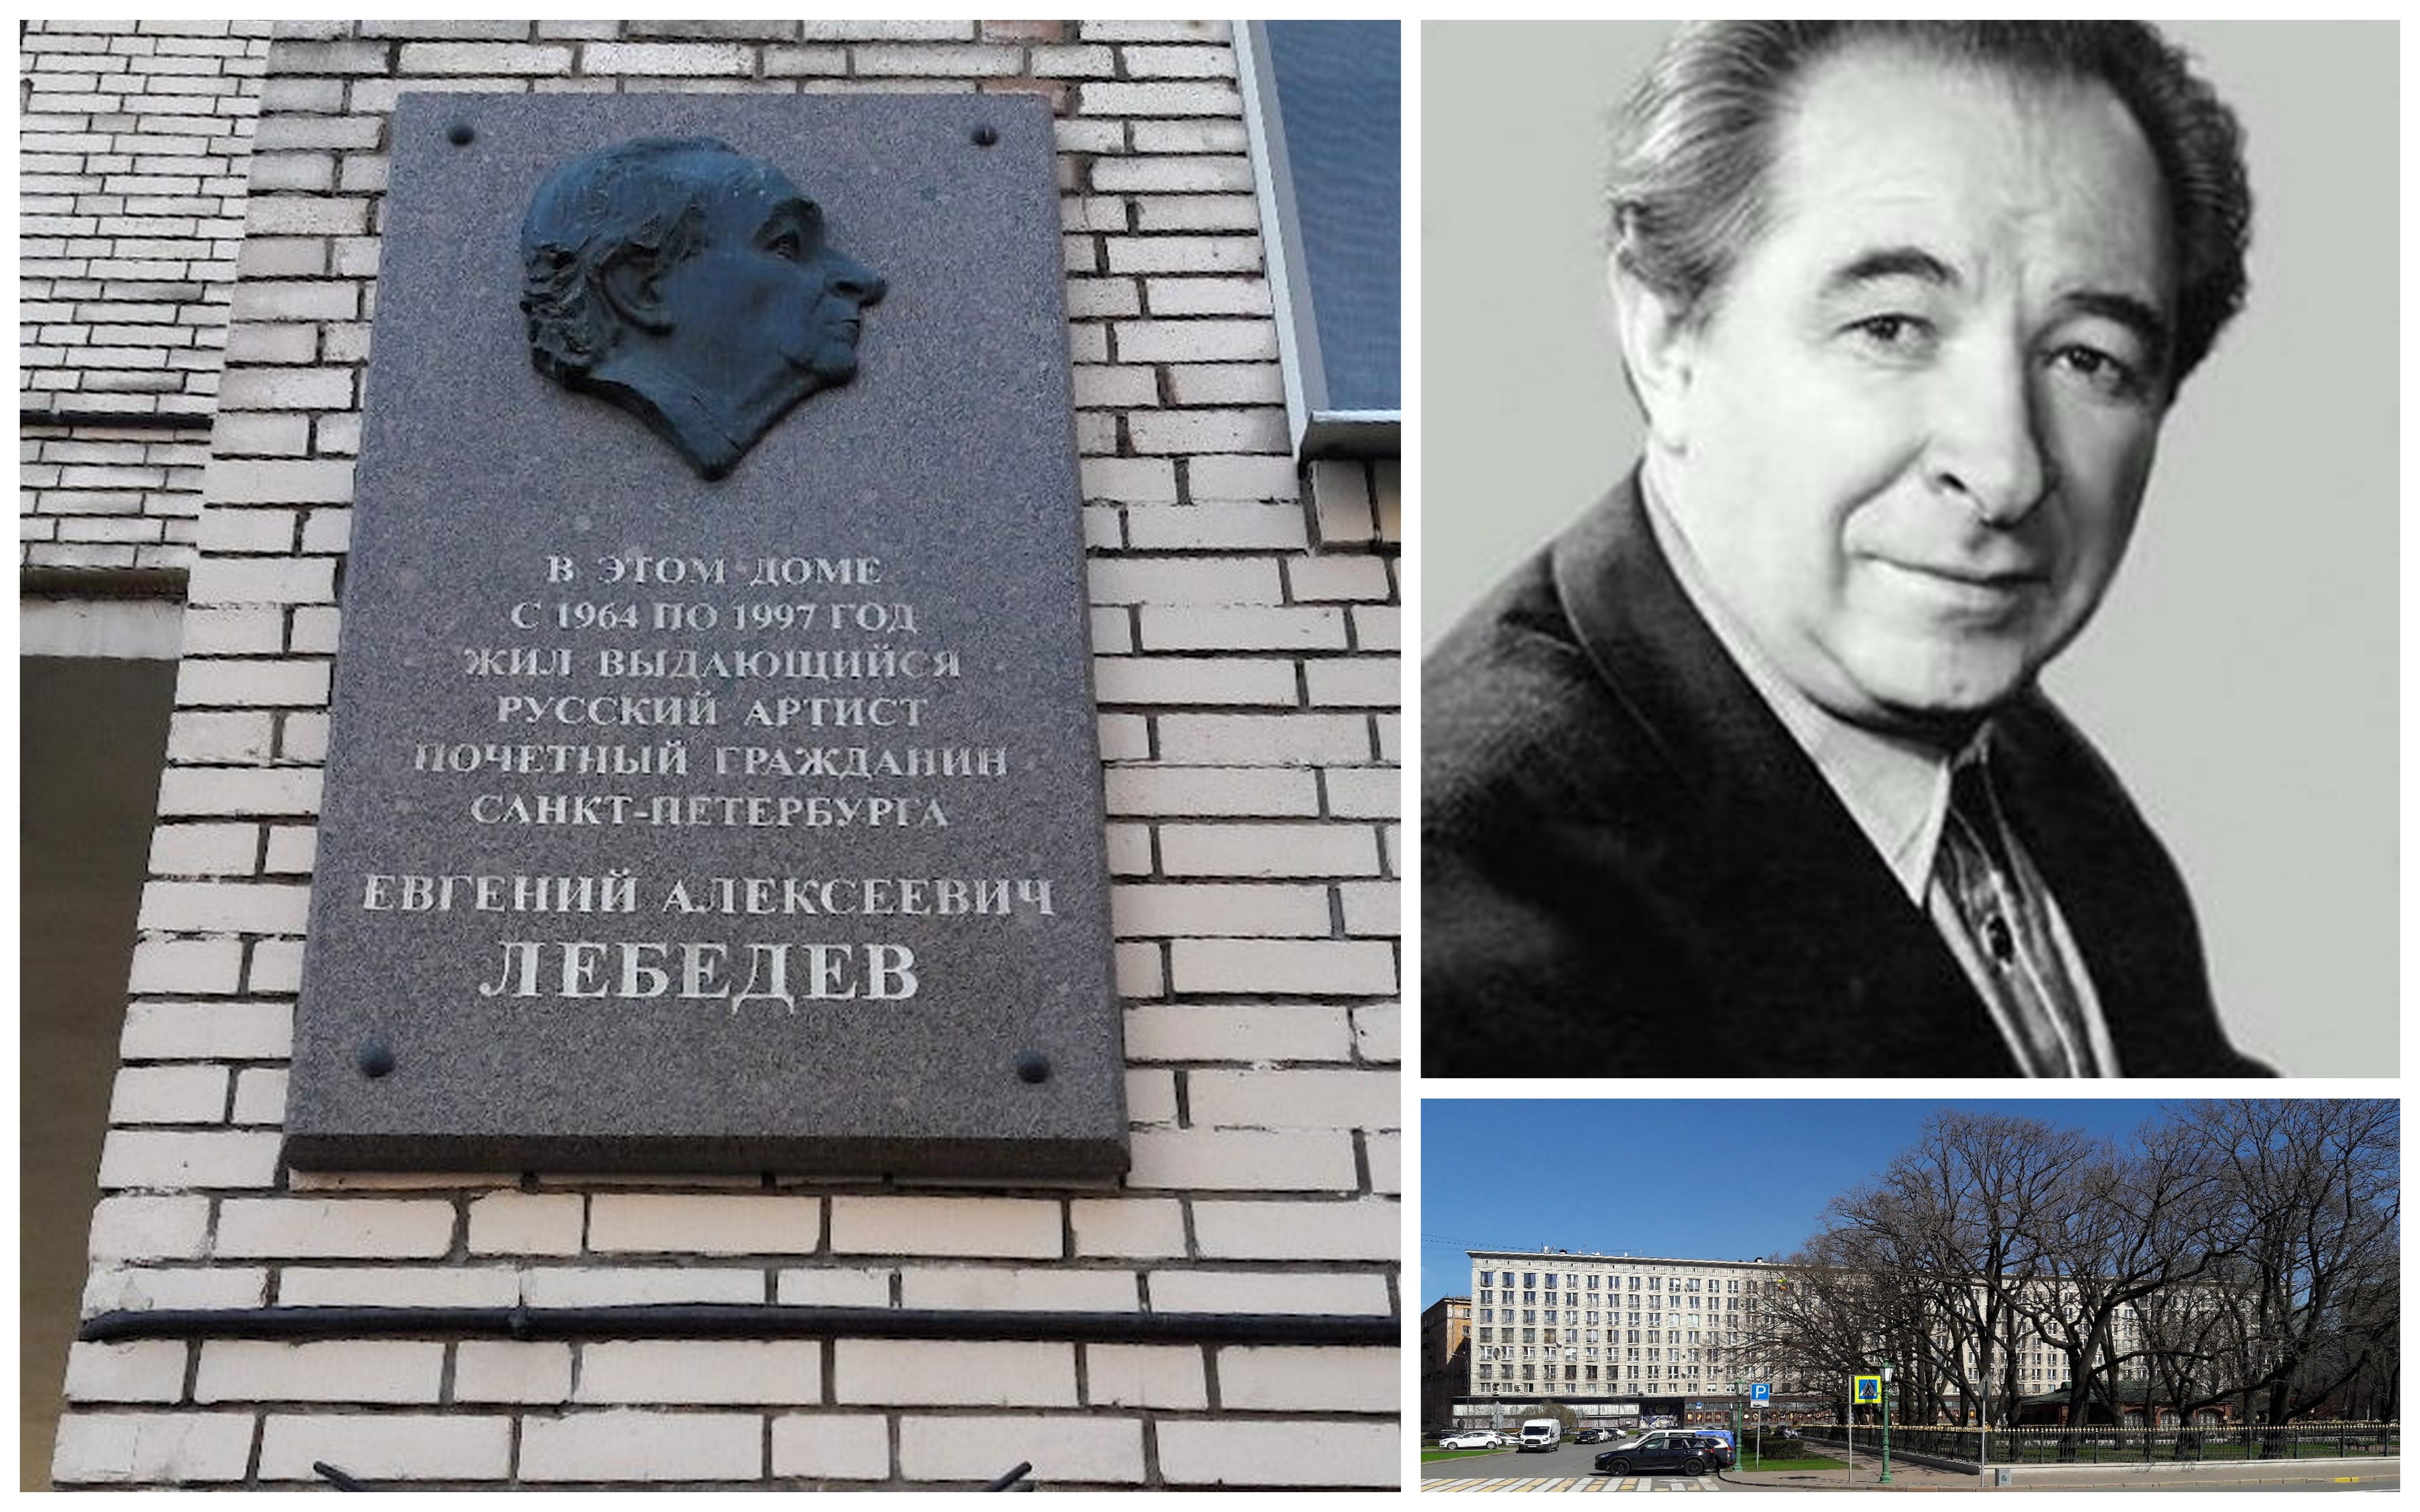 В ЭТОМ ДОМЕ
С 1964 ПО 1997 ГОД
ЖИЛ ВЫДАЮЩИЙСЯ
РУССКИЙ АРТИСТ
ПОЧЕТНЫЙ ГРАЖДАНИН
САНКТ-ПЕТЕРБУРГА
ЕВГЕНИЙ АЛЕКСЕЕВИЧ
ЛЕБЕДЕВ
P